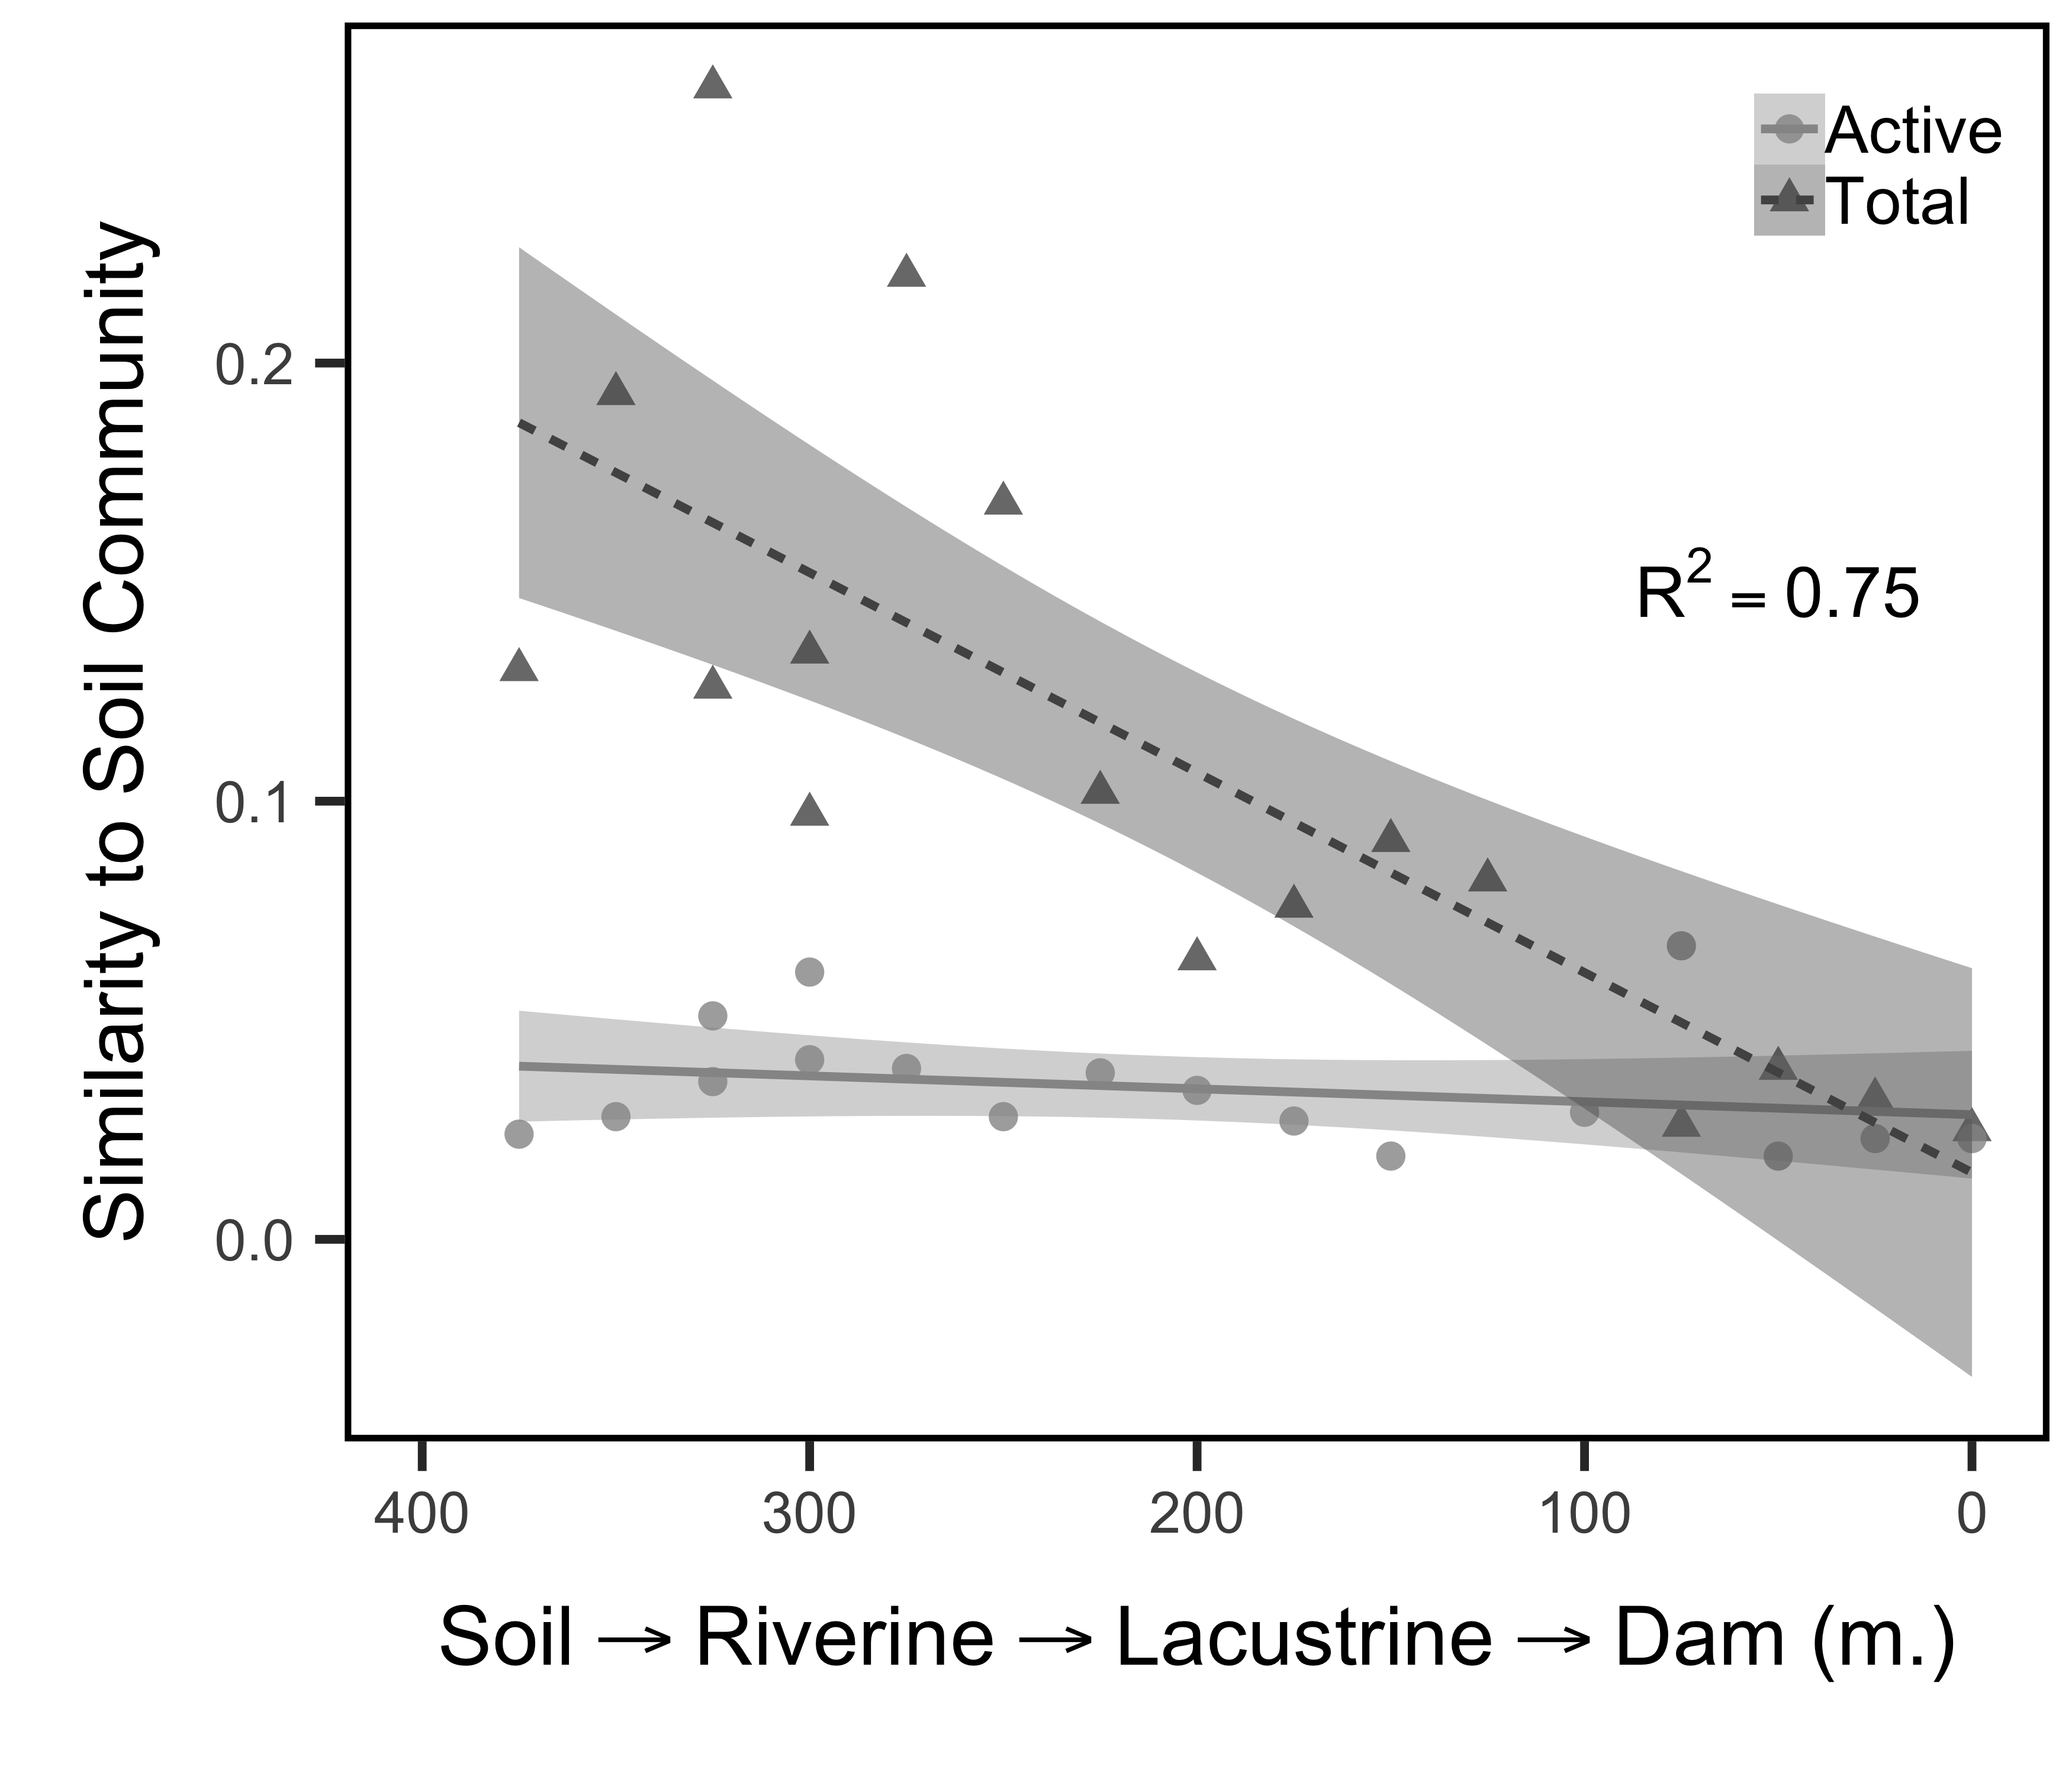 Active
Total
R² = 0.75
Similarity to Soil Community
0.2
0.1
0.0
400 300 200 100 0
Soil → Riverine → Lacustrine → Dam (m.)